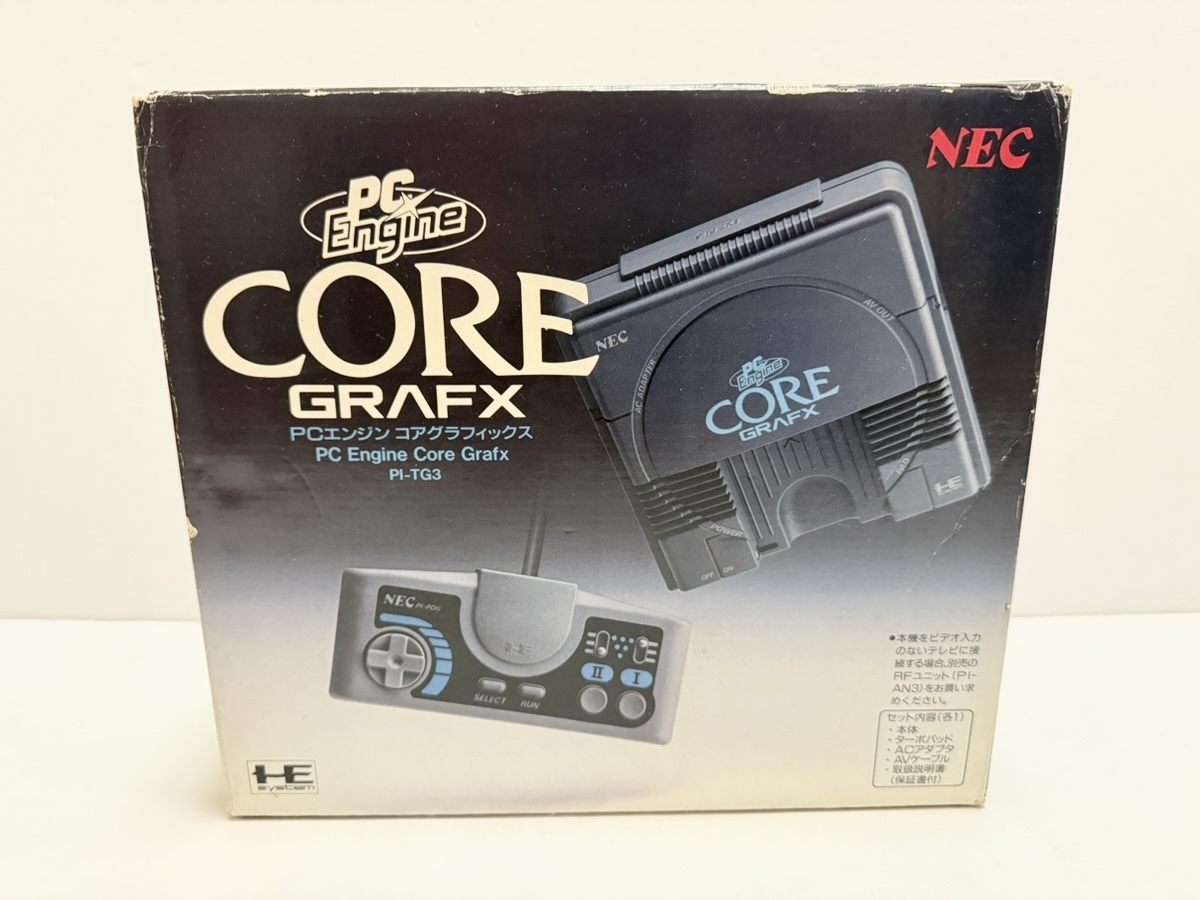 NEC
PC Engine
CORE
GRAFX
PCエンジン コアグラフィックス
PC Engine Core Grafx
PI-TG3
NEC
AC ADAPTER
AV OUT
PC Engine
CORE
GRAFX
POWER
OFF ON
HE
NEC PI-PD6
HE
II I
SELECT RUN
●本機をビデオ入力
のないテレビに接
続する場合、別売の
RFユニット(PI-
AN3)をお買い求
めください。
セット内容(各1)
・本体
・ターボパッド
・ACアダプタ
・AVケーブル
・取扱説明書
(保証書付)
HE
system